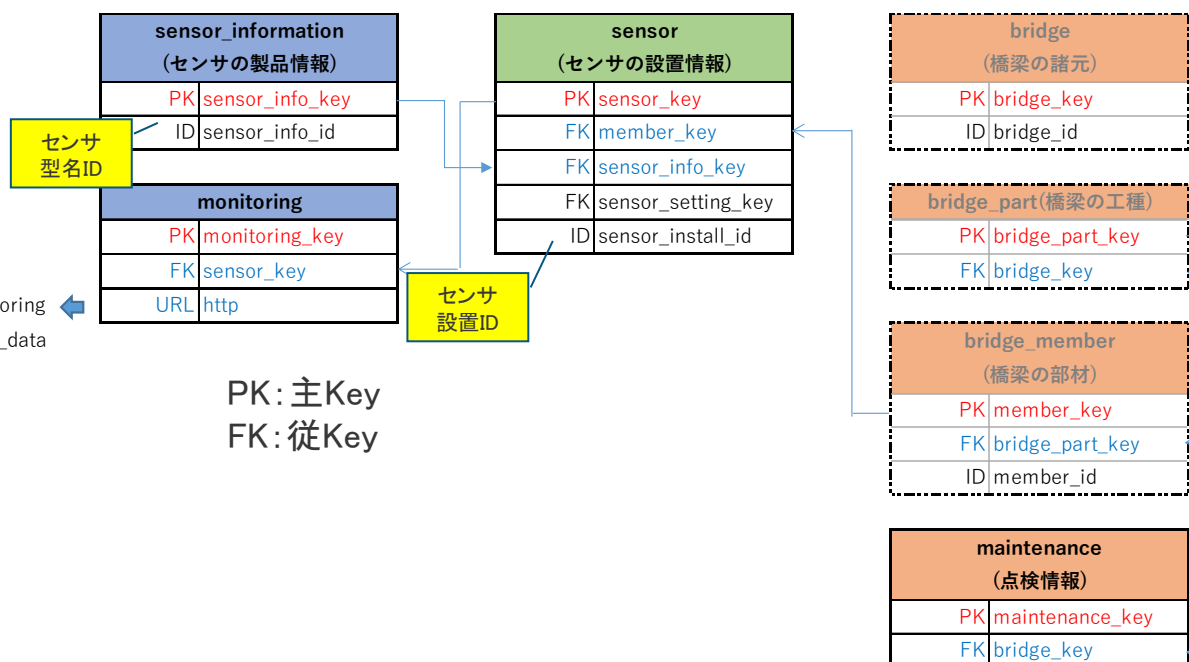 sensor_information
(センサの製品情報)
PK sensor_info_key
ID sensor_info_id
センサ
型名ID
monitoring
PK monitoring_key
FK sensor_key
URL http
oring
_data
PK:主Key
FK:従Key
sensor
(センサの設置情報)
PK sensor_key
FK member_key
FK sensor_info_key
FK sensor_setting_key
ID sensor_install_id
センサ
設置ID
bridge
(橋梁の諸元)
PK bridge_key
ID bridge_id
bridge_part(橋梁の工種)
PK bridge_part_key
FK bridge_key
bridge_member
(橋梁の部材)
PK member_key
FK bridge_part_key
ID member_id
maintenance
(点検情報)
PK maintenance_key
FK bridge_key